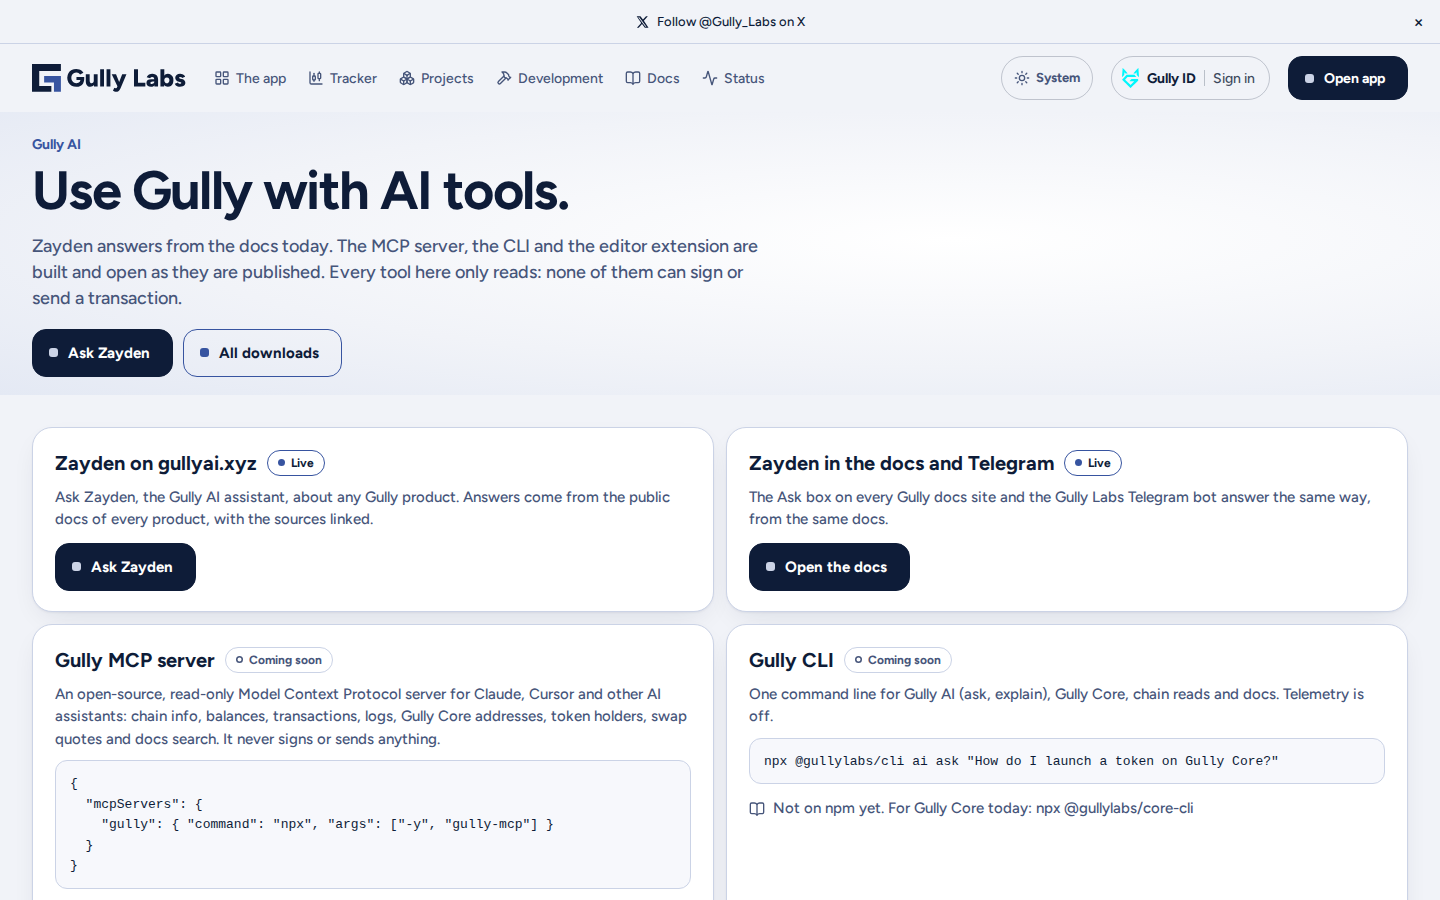 Follow @Gully_Labs on X
×
Gully Labs
The app
Tracker
Projects
Development
Docs
Status
System
Gully ID
Sign in
Open app
Gully AI
Use Gully with AI tools.
Zayden answers from the docs today. The MCP server, the CLI and the editor extension are
built and open as they are published. Every tool here only reads: none of them can sign or
send a transaction.
Ask Zayden
All downloads
Zayden on gullyai.xyz
Live
Ask Zayden, the Gully AI assistant, about any Gully product. Answers come from the public
docs of every product, with the sources linked.
Ask Zayden
Zayden in the docs and Telegram
Live
The Ask box on every Gully docs site and the Gully Labs Telegram bot answer the same way,
from the same docs.
Open the docs
Gully MCP server
Coming soon
An open-source, read-only Model Context Protocol server for Claude, Cursor and other AI
assistants: chain info, balances, transactions, logs, Gully Core addresses, token holders, swap
quotes and docs search. It never signs or sends anything.
{
"mcpServers": {
"gully": { "command": "npx", "args": ["-y", "gully-mcp"] }
}
}
Gully CLI
Coming soon
One command line for Gully AI (ask, explain), Gully Core, chain reads and docs. Telemetry is
off.
npx @gullylabs/cli ai ask "How do I launch a token on Gully Core?"
Not on npm yet. For Gully Core today: npx @gullylabs/core-cli